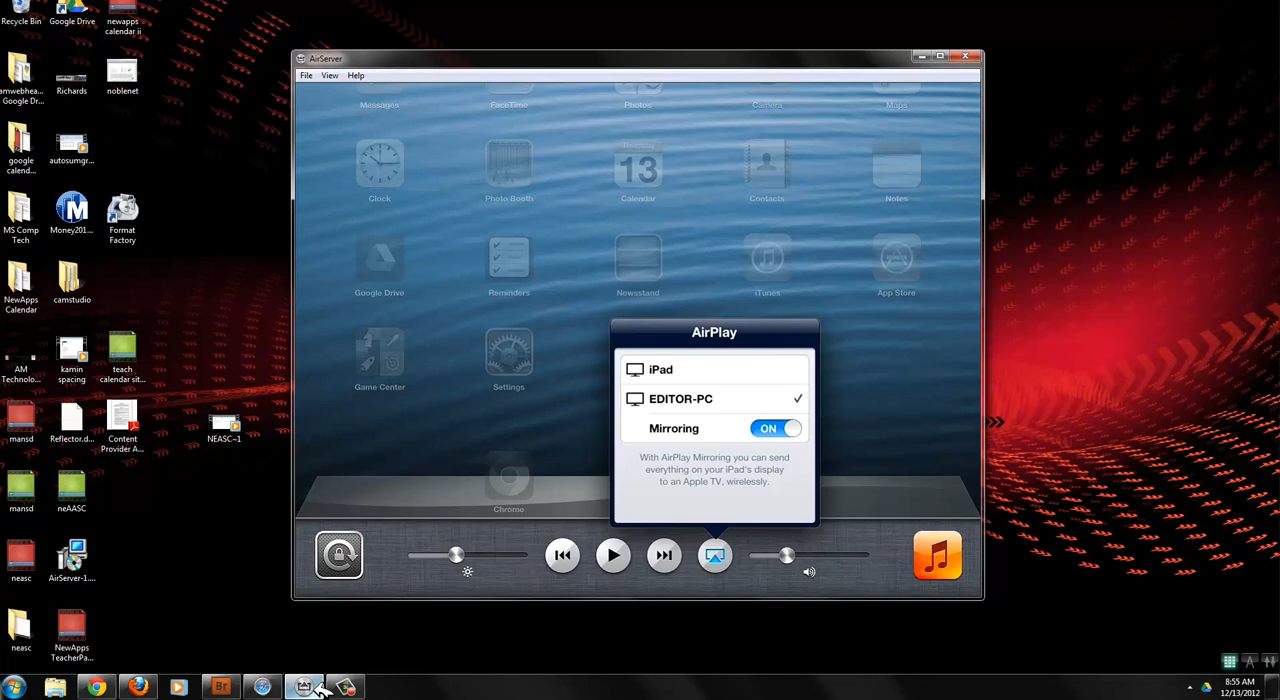 Recycle Bin
Google Drive
newapps
calendar ii
amwebhea...
Google Dr...
Richards
noblenet
google
calend...
autosumgr...
MS Comp
Tech
Money201...
Format
Factory
NewApps
Calendar
camstudio
AM
Technolo...
kamin
spacing
teach
calendar sit...
mansd
Reflector.d...
Content
Provider A...
NEASC~1
mansd
neAASC
neasc
AirServer-1....
neasc
NewApps
TeacherPa...
AirServer
File View Help
Messages FaceTime Photos Camera Maps
13
Clock Photo Booth Calendar Contacts Notes
Google Drive Reminders Newsstand iTunes App Store
Game Center Settings
Chrome
AirPlay
iPad
EDITOR-PC
Mirroring ON
With AirPlay Mirroring you can send
everything on your iPad's display
to an Apple TV, wirelessly.
Br
8:55 AM
12/13/2012